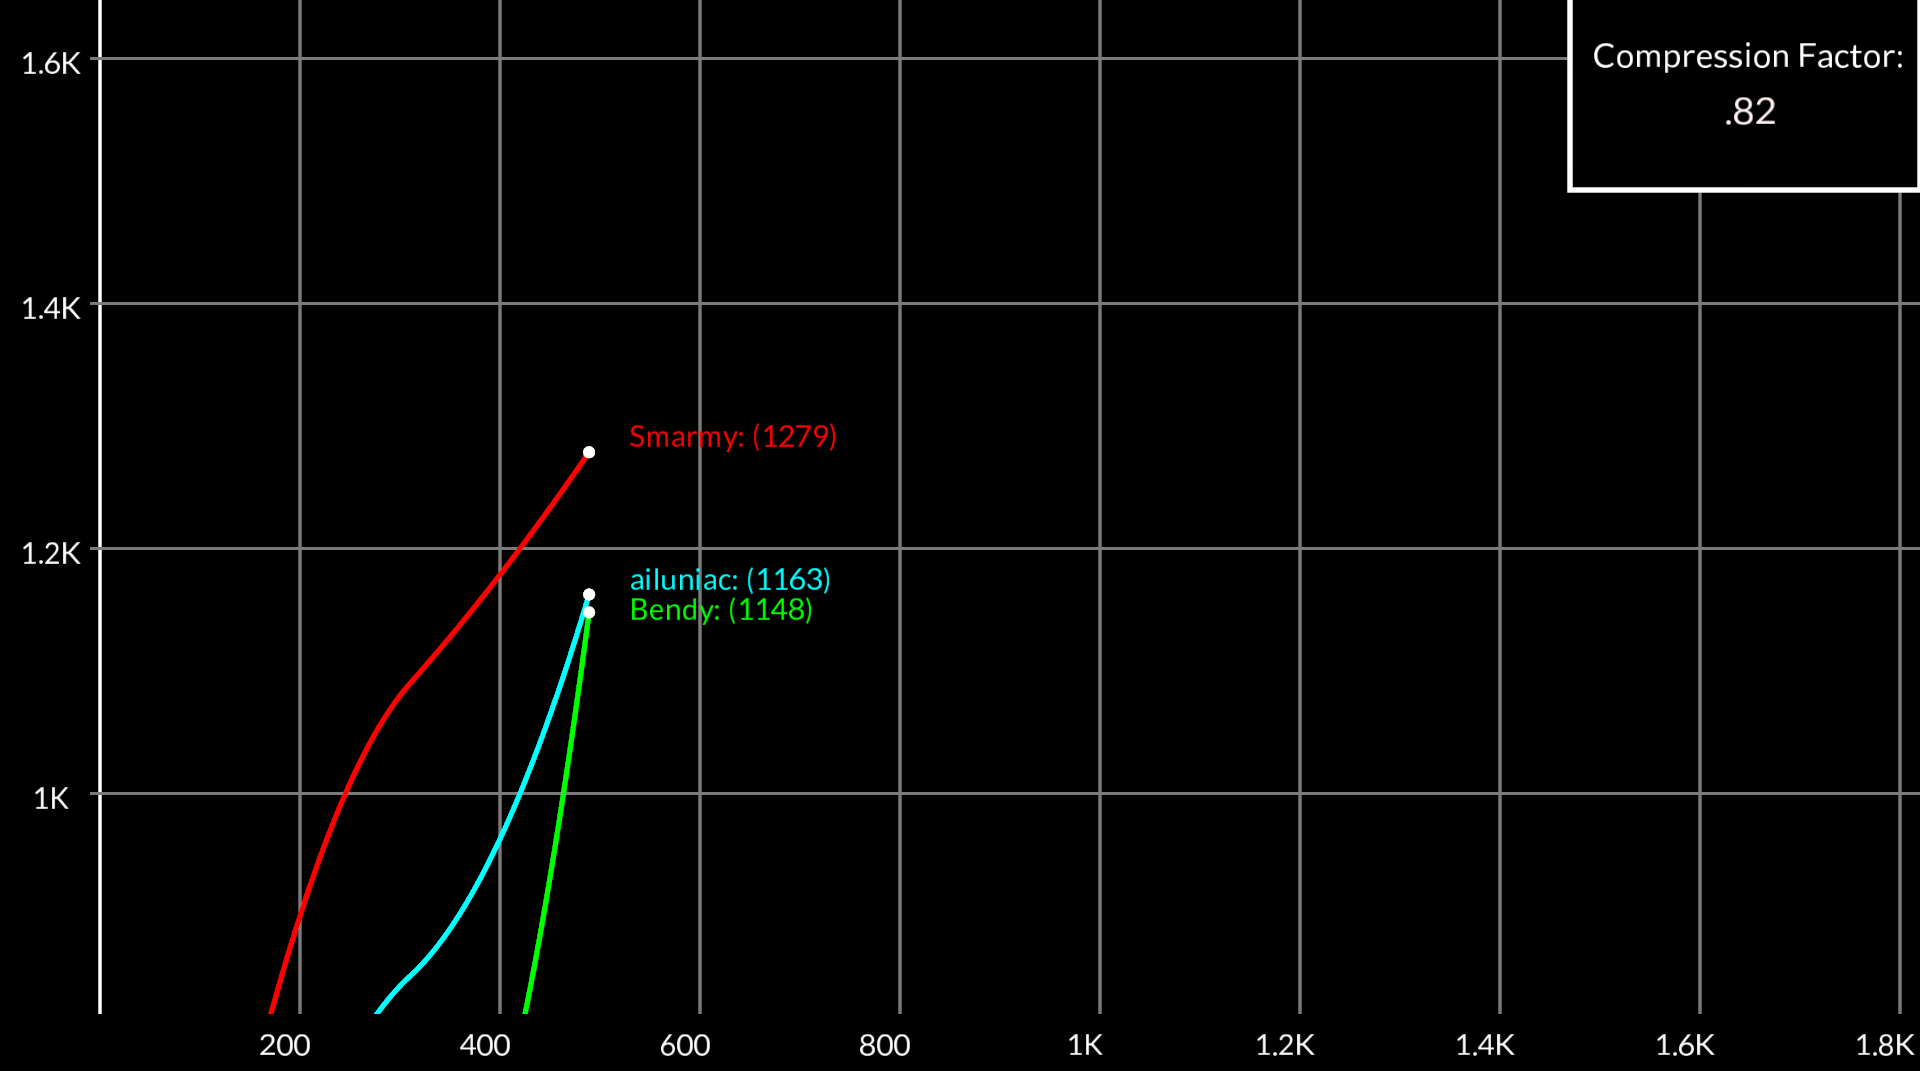 1.6K
Compression Factor:
.82
1.4K
Smarmy: (1279)
1.2K
ailuniac: (1163)
Bendy: (1148)
1K
200 400 600 800 1K 1.2K 1.4K 1.6K 1.8K